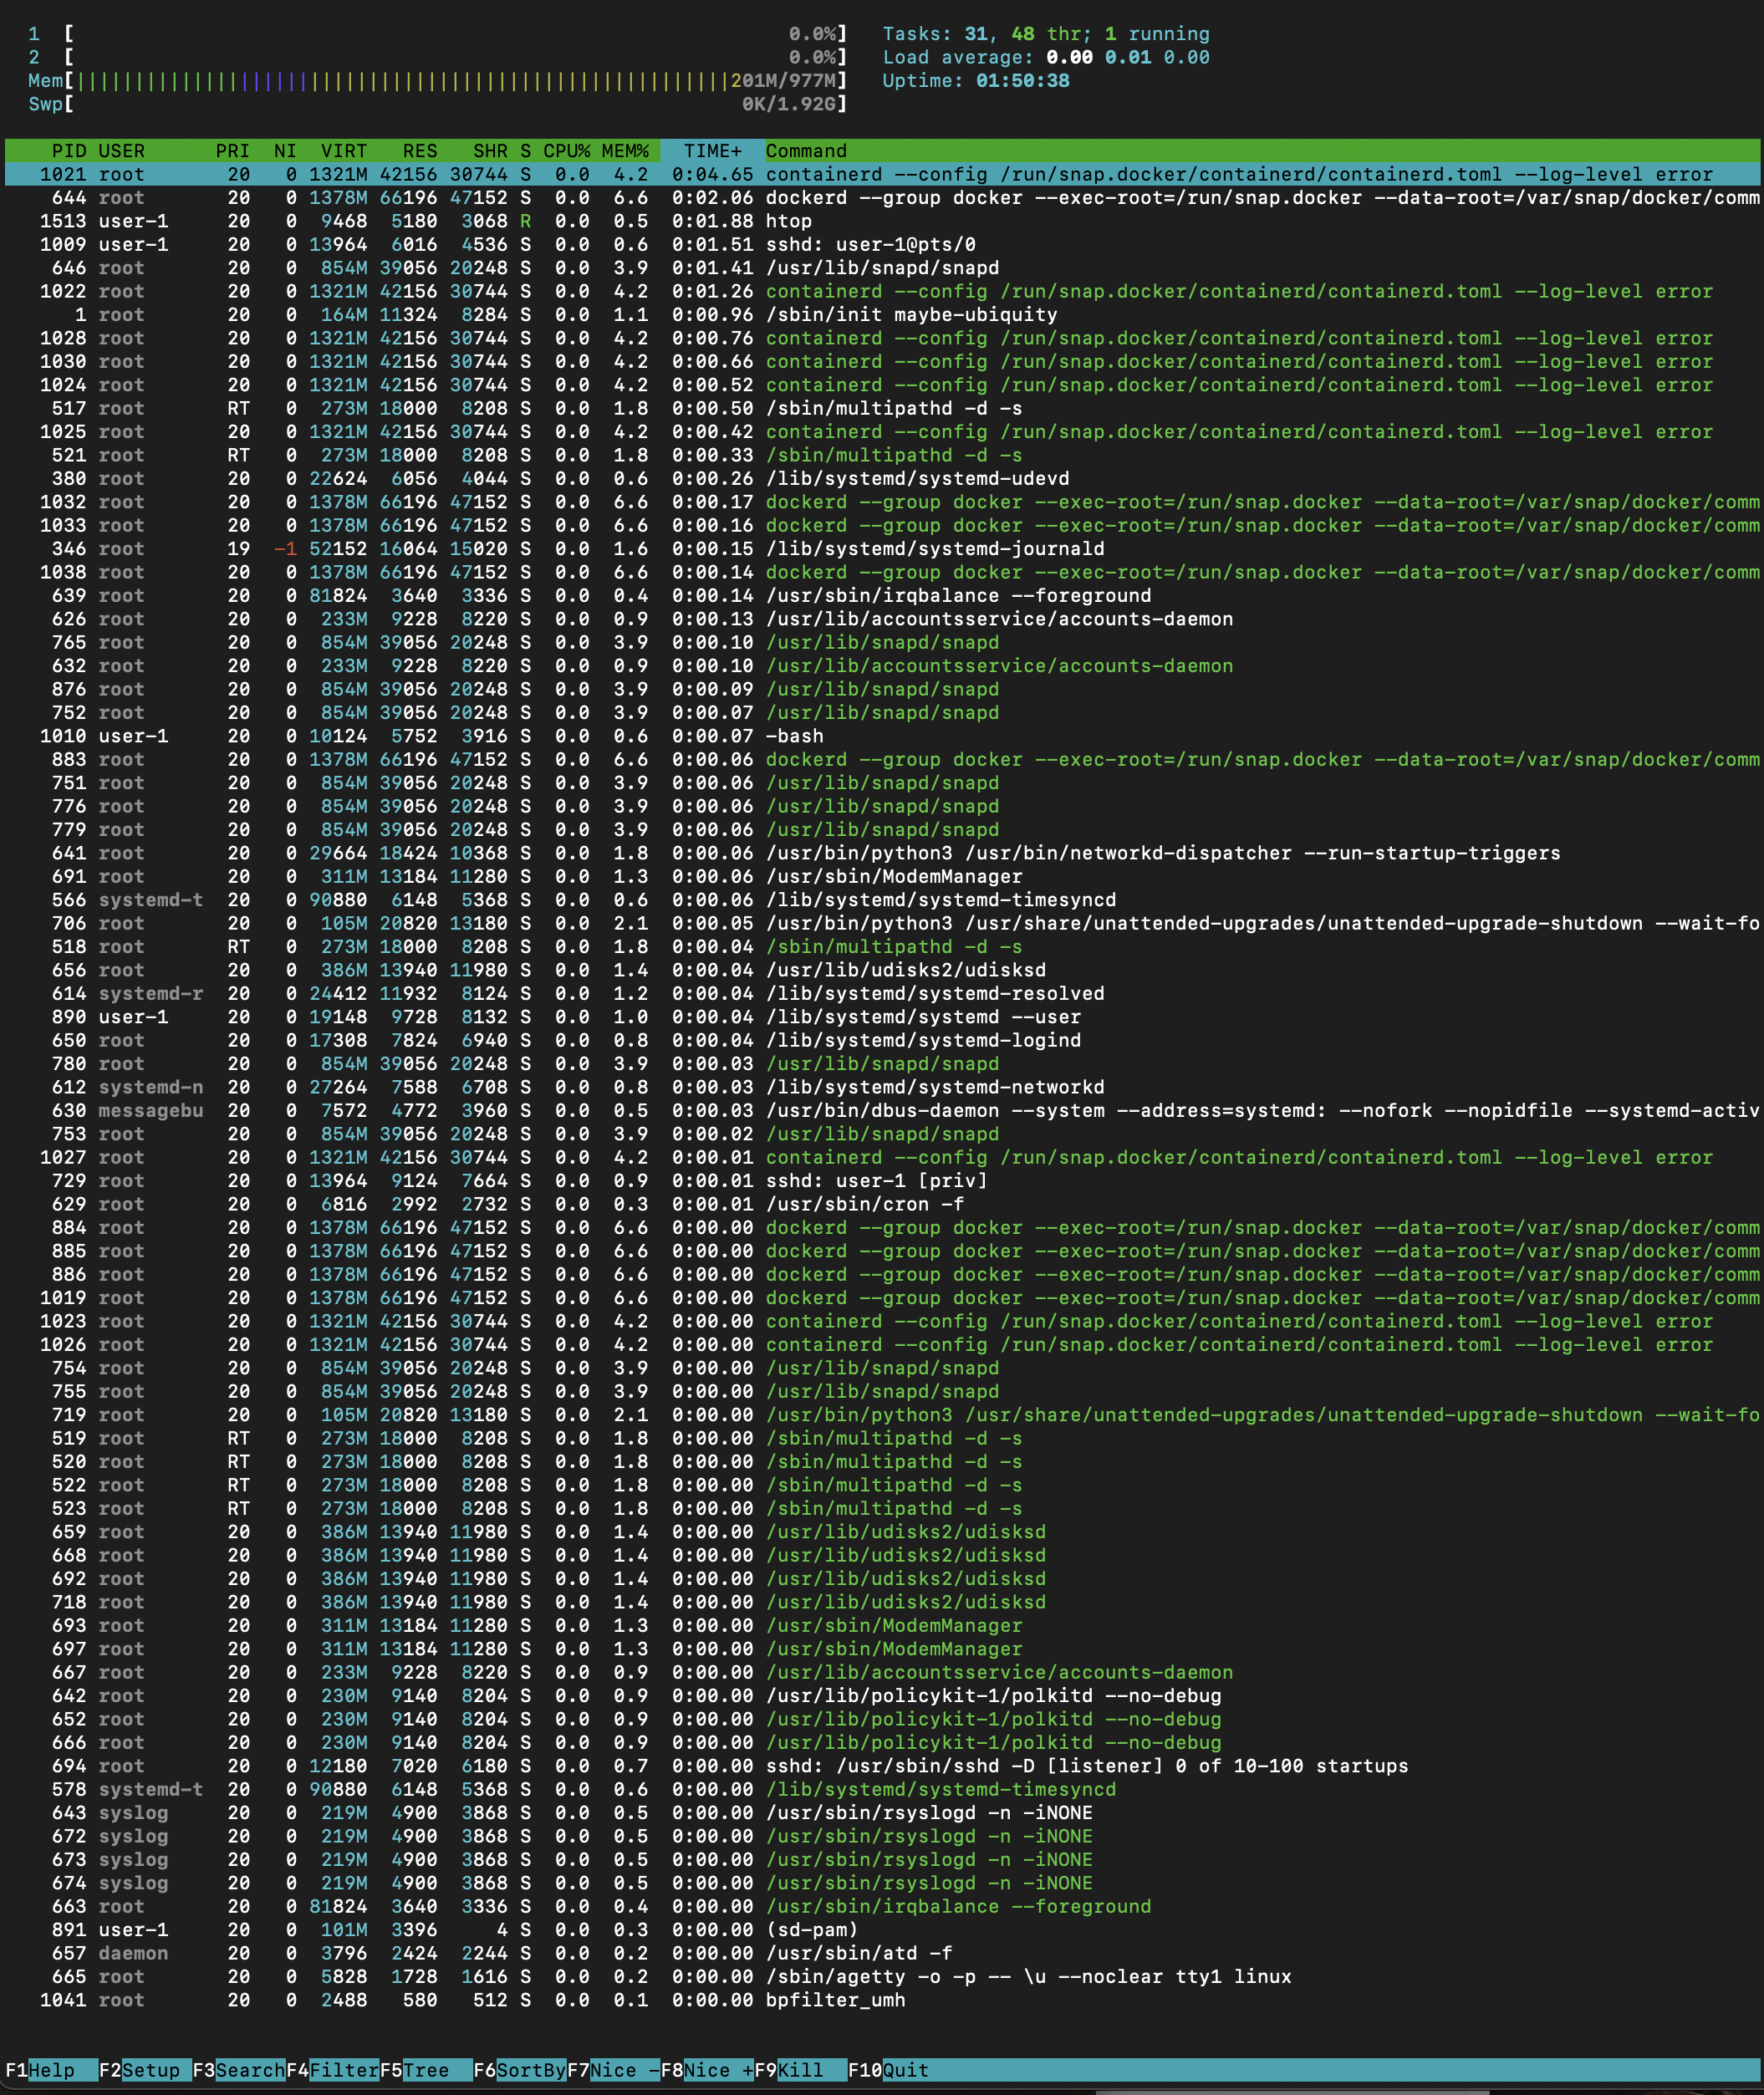 1 [ 0.0%] Tasks: 31, 48 thr; 1 running
2 [ 0.0%] Load average: 0.00 0.01 0.00
Mem[||||||||||||||||||||||||||||||||||||||||||||||||||||||||201M/977M] Uptime: 01:50:38
Swp[ 0K/1.92G]
PID USER PRI NI VIRT RES SHR S CPU% MEM% TIME+ Command
1021 root 20 0 1321M 42156 30744 S 0.0 4.2 0:04.65 containerd --config /run/snap.docker/containerd/containerd.toml --log-level error
644 root 20 0 1378M 66196 47152 S 0.0 6.6 0:02.06 dockerd --group docker --exec-root=/run/snap.docker --data-root=/var/snap/docker/comm
1513 user-1 20 0 9468 5180 3068 R 0.0 0.5 0:01.88 htop
1009 user-1 20 0 13964 6016 4536 S 0.0 0.6 0:01.51 sshd: user-1@pts/0
646 root 20 0 854M 39056 20248 S 0.0 3.9 0:01.41 /usr/lib/snapd/snapd
1022 root 20 0 1321M 42156 30744 S 0.0 4.2 0:01.26 containerd --config /run/snap.docker/containerd/containerd.toml --log-level error
1 root 20 0 164M 11324 8284 S 0.0 1.1 0:00.96 /sbin/init maybe-ubiquity
1028 root 20 0 1321M 42156 30744 S 0.0 4.2 0:00.76 containerd --config /run/snap.docker/containerd/containerd.toml --log-level error
1030 root 20 0 1321M 42156 30744 S 0.0 4.2 0:00.66 containerd --config /run/snap.docker/containerd/containerd.toml --log-level error
1024 root 20 0 1321M 42156 30744 S 0.0 4.2 0:00.52 containerd --config /run/snap.docker/containerd/containerd.toml --log-level error
517 root RT 0 273M 18000 8208 S 0.0 1.8 0:00.50 /sbin/multipathd -d -s
1025 root 20 0 1321M 42156 30744 S 0.0 4.2 0:00.42 containerd --config /run/snap.docker/containerd/containerd.toml --log-level error
521 root RT 0 273M 18000 8208 S 0.0 1.8 0:00.33 /sbin/multipathd -d -s
380 root 20 0 22624 6056 4044 S 0.0 0.6 0:00.26 /lib/systemd/systemd-udevd
1032 root 20 0 1378M 66196 47152 S 0.0 6.6 0:00.17 dockerd --group docker --exec-root=/run/snap.docker --data-root=/var/snap/docker/comm
1033 root 20 0 1378M 66196 47152 S 0.0 6.6 0:00.16 dockerd --group docker --exec-root=/run/snap.docker --data-root=/var/snap/docker/comm
346 root 19 -1 52152 16064 15020 S 0.0 1.6 0:00.15 /lib/systemd/systemd-journald
1038 root 20 0 1378M 66196 47152 S 0.0 6.6 0:00.14 dockerd --group docker --exec-root=/run/snap.docker --data-root=/var/snap/docker/comm
639 root 20 0 81824 3640 3336 S 0.0 0.4 0:00.14 /usr/sbin/irqbalance --foreground
626 root 20 0 233M 9228 8220 S 0.0 0.9 0:00.13 /usr/lib/accountsservice/accounts-daemon
765 root 20 0 854M 39056 20248 S 0.0 3.9 0:00.10 /usr/lib/snapd/snapd
632 root 20 0 233M 9228 8220 S 0.0 0.9 0:00.10 /usr/lib/accountsservice/accounts-daemon
876 root 20 0 854M 39056 20248 S 0.0 3.9 0:00.09 /usr/lib/snapd/snapd
752 root 20 0 854M 39056 20248 S 0.0 3.9 0:00.07 /usr/lib/snapd/snapd
1010 user-1 20 0 10124 5752 3916 S 0.0 0.6 0:00.07 -bash
883 root 20 0 1378M 66196 47152 S 0.0 6.6 0:00.06 dockerd --group docker --exec-root=/run/snap.docker --data-root=/var/snap/docker/comm
751 root 20 0 854M 39056 20248 S 0.0 3.9 0:00.06 /usr/lib/snapd/snapd
776 root 20 0 854M 39056 20248 S 0.0 3.9 0:00.06 /usr/lib/snapd/snapd
779 root 20 0 854M 39056 20248 S 0.0 3.9 0:00.06 /usr/lib/snapd/snapd
641 root 20 0 29664 18424 10368 S 0.0 1.8 0:00.06 /usr/bin/python3 /usr/bin/networkd-dispatcher --run-startup-triggers
691 root 20 0 311M 13184 11280 S 0.0 1.3 0:00.06 /usr/sbin/ModemManager
566 systemd-t 20 0 90880 6148 5368 S 0.0 0.6 0:00.06 /lib/systemd/systemd-timesyncd
706 root 20 0 105M 20820 13180 S 0.0 2.1 0:00.05 /usr/bin/python3 /usr/share/unattended-upgrades/unattended-upgrade-shutdown --wait-fo
518 root RT 0 273M 18000 8208 S 0.0 1.8 0:00.04 /sbin/multipathd -d -s
656 root 20 0 386M 13940 11980 S 0.0 1.4 0:00.04 /usr/lib/udisks2/udisksd
614 systemd-r 20 0 24412 11932 8124 S 0.0 1.2 0:00.04 /lib/systemd/systemd-resolved
890 user-1 20 0 19148 9728 8132 S 0.0 1.0 0:00.04 /lib/systemd/systemd --user
650 root 20 0 17308 7824 6940 S 0.0 0.8 0:00.04 /lib/systemd/systemd-logind
780 root 20 0 854M 39056 20248 S 0.0 3.9 0:00.03 /usr/lib/snapd/snapd
612 systemd-n 20 0 27264 7588 6708 S 0.0 0.8 0:00.03 /lib/systemd/systemd-networkd
630 messagebu 20 0 7572 4772 3960 S 0.0 0.5 0:00.03 /usr/bin/dbus-daemon --system --address=systemd: --nofork --nopidfile --systemd-activ
753 root 20 0 854M 39056 20248 S 0.0 3.9 0:00.02 /usr/lib/snapd/snapd
1027 root 20 0 1321M 42156 30744 S 0.0 4.2 0:00.01 containerd --config /run/snap.docker/containerd/containerd.toml --log-level error
729 root 20 0 13964 9124 7664 S 0.0 0.9 0:00.01 sshd: user-1 [priv]
629 root 20 0 6816 2992 2732 S 0.0 0.3 0:00.01 /usr/sbin/cron -f
884 root 20 0 1378M 66196 47152 S 0.0 6.6 0:00.00 dockerd --group docker --exec-root=/run/snap.docker --data-root=/var/snap/docker/comm
885 root 20 0 1378M 66196 47152 S 0.0 6.6 0:00.00 dockerd --group docker --exec-root=/run/snap.docker --data-root=/var/snap/docker/comm
886 root 20 0 1378M 66196 47152 S 0.0 6.6 0:00.00 dockerd --group docker --exec-root=/run/snap.docker --data-root=/var/snap/docker/comm
1019 root 20 0 1378M 66196 47152 S 0.0 6.6 0:00.00 dockerd --group docker --exec-root=/run/snap.docker --data-root=/var/snap/docker/comm
1023 root 20 0 1321M 42156 30744 S 0.0 4.2 0:00.00 containerd --config /run/snap.docker/containerd/containerd.toml --log-level error
1026 root 20 0 1321M 42156 30744 S 0.0 4.2 0:00.00 containerd --config /run/snap.docker/containerd/containerd.toml --log-level error
754 root 20 0 854M 39056 20248 S 0.0 3.9 0:00.00 /usr/lib/snapd/snapd
755 root 20 0 854M 39056 20248 S 0.0 3.9 0:00.00 /usr/lib/snapd/snapd
719 root 20 0 105M 20820 13180 S 0.0 2.1 0:00.00 /usr/bin/python3 /usr/share/unattended-upgrades/unattended-upgrade-shutdown --wait-fo
519 root RT 0 273M 18000 8208 S 0.0 1.8 0:00.00 /sbin/multipathd -d -s
520 root RT 0 273M 18000 8208 S 0.0 1.8 0:00.00 /sbin/multipathd -d -s
522 root RT 0 273M 18000 8208 S 0.0 1.8 0:00.00 /sbin/multipathd -d -s
523 root RT 0 273M 18000 8208 S 0.0 1.8 0:00.00 /sbin/multipathd -d -s
659 root 20 0 386M 13940 11980 S 0.0 1.4 0:00.00 /usr/lib/udisks2/udisksd
668 root 20 0 386M 13940 11980 S 0.0 1.4 0:00.00 /usr/lib/udisks2/udisksd
692 root 20 0 386M 13940 11980 S 0.0 1.4 0:00.00 /usr/lib/udisks2/udisksd
718 root 20 0 386M 13940 11980 S 0.0 1.4 0:00.00 /usr/lib/udisks2/udisksd
693 root 20 0 311M 13184 11280 S 0.0 1.3 0:00.00 /usr/sbin/ModemManager
697 root 20 0 311M 13184 11280 S 0.0 1.3 0:00.00 /usr/sbin/ModemManager
667 root 20 0 233M 9228 8220 S 0.0 0.9 0:00.00 /usr/lib/accountsservice/accounts-daemon
642 root 20 0 230M 9140 8204 S 0.0 0.9 0:00.00 /usr/lib/policykit-1/polkitd --no-debug
652 root 20 0 230M 9140 8204 S 0.0 0.9 0:00.00 /usr/lib/policykit-1/polkitd --no-debug
666 root 20 0 230M 9140 8204 S 0.0 0.9 0:00.00 /usr/lib/policykit-1/polkitd --no-debug
694 root 20 0 12180 7020 6180 S 0.0 0.7 0:00.00 sshd: /usr/sbin/sshd -D [listener] 0 of 10-100 startups
578 systemd-t 20 0 90880 6148 5368 S 0.0 0.6 0:00.00 /lib/systemd/systemd-timesyncd
643 syslog 20 0 219M 4900 3868 S 0.0 0.5 0:00.00 /usr/sbin/rsyslogd -n -iNONE
672 syslog 20 0 219M 4900 3868 S 0.0 0.5 0:00.00 /usr/sbin/rsyslogd -n -iNONE
673 syslog 20 0 219M 4900 3868 S 0.0 0.5 0:00.00 /usr/sbin/rsyslogd -n -iNONE
674 syslog 20 0 219M 4900 3868 S 0.0 0.5 0:00.00 /usr/sbin/rsyslogd -n -iNONE
663 root 20 0 81824 3640 3336 S 0.0 0.4 0:00.00 /usr/sbin/irqbalance --foreground
891 user-1 20 0 101M 3396 4 S 0.0 0.3 0:00.00 (sd-pam)
657 daemon 20 0 3796 2424 2244 S 0.0 0.2 0:00.00 /usr/sbin/atd -f
665 root 20 0 5828 1728 1616 S 0.0 0.2 0:00.00 /sbin/agetty -o -p -- \u --noclear tty1 linux
1041 root 20 0 2488 580 512 S 0.0 0.1 0:00.00 bpfilter_umh
F1Help F2Setup F3SearchF4FilterF5Tree F6SortByF7Nice -F8Nice +F9Kill F10Quit